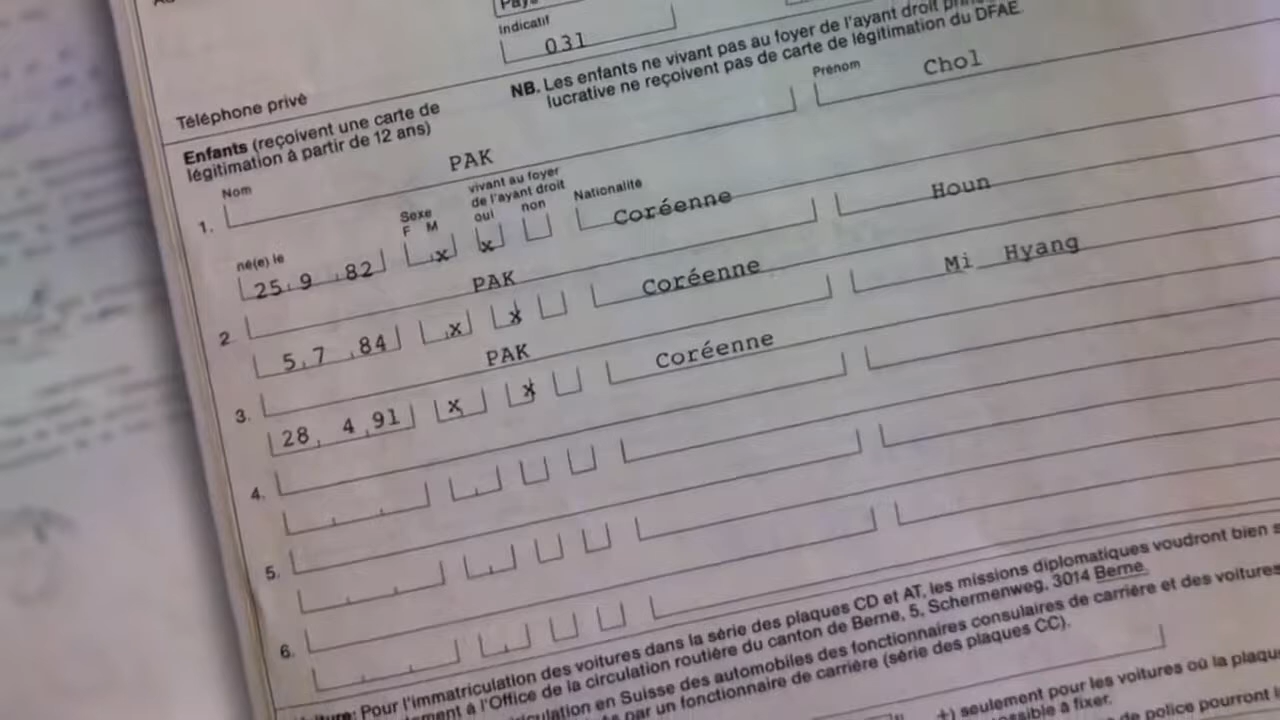 Pays
Indicatif
031
Téléphone privé
NB. Les enfants ne vivant pas au foyer de l'ayant droit
lucrative ne reçoivent pas de carte de légitimation du DFAE
Enfants (reçoivent une carte de
légitimation à partir de 12 ans)
Nom PAK Prénom Chol
1.
né(e) le Sexe F M vivant au foyer de l'ayant droit oui non Nationalité
25 9 82 x x Coréenne
2. PAK Houn
5 7 84 x x Coréenne
3. PAK Mi Hyang
28 4 91 x x Coréenne
4.
5.
6.
Pour l'immatriculation des voitures dans la série des plaques CD et AT, les missions diplomatiques voudront bien
à l'Office de la circulation routière du canton de Berne, 5, Schermenweg, 3014 Berne.
en Suisse des automobiles des fonctionnaires consulaires de carrière et des voitures
par un fonctionnaire de carrière (série des plaques CC).
+) seulement pour les voitures où la plaque
à fixer.
de police pourront